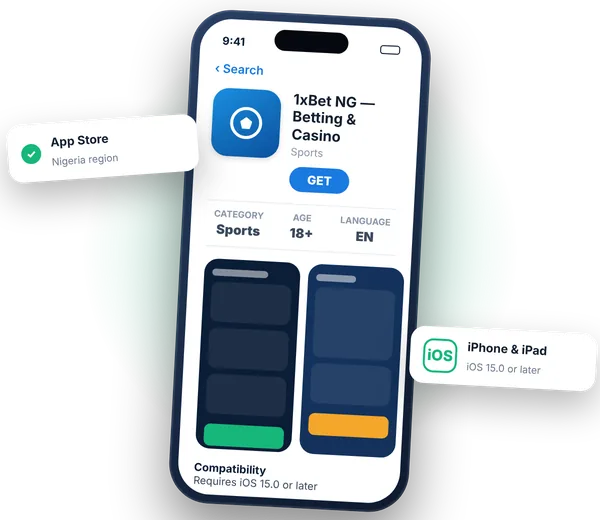 9:41
‹ Search
1xBet NG —
Betting &
Casino
Sports
GET
App Store
Nigeria region
CATEGORY
AGE
LANGUAGE
Sports
18+
EN
iOS
iPhone & iPad
iOS 15.0 or later
Compatibility
Requires iOS 15.0 or later